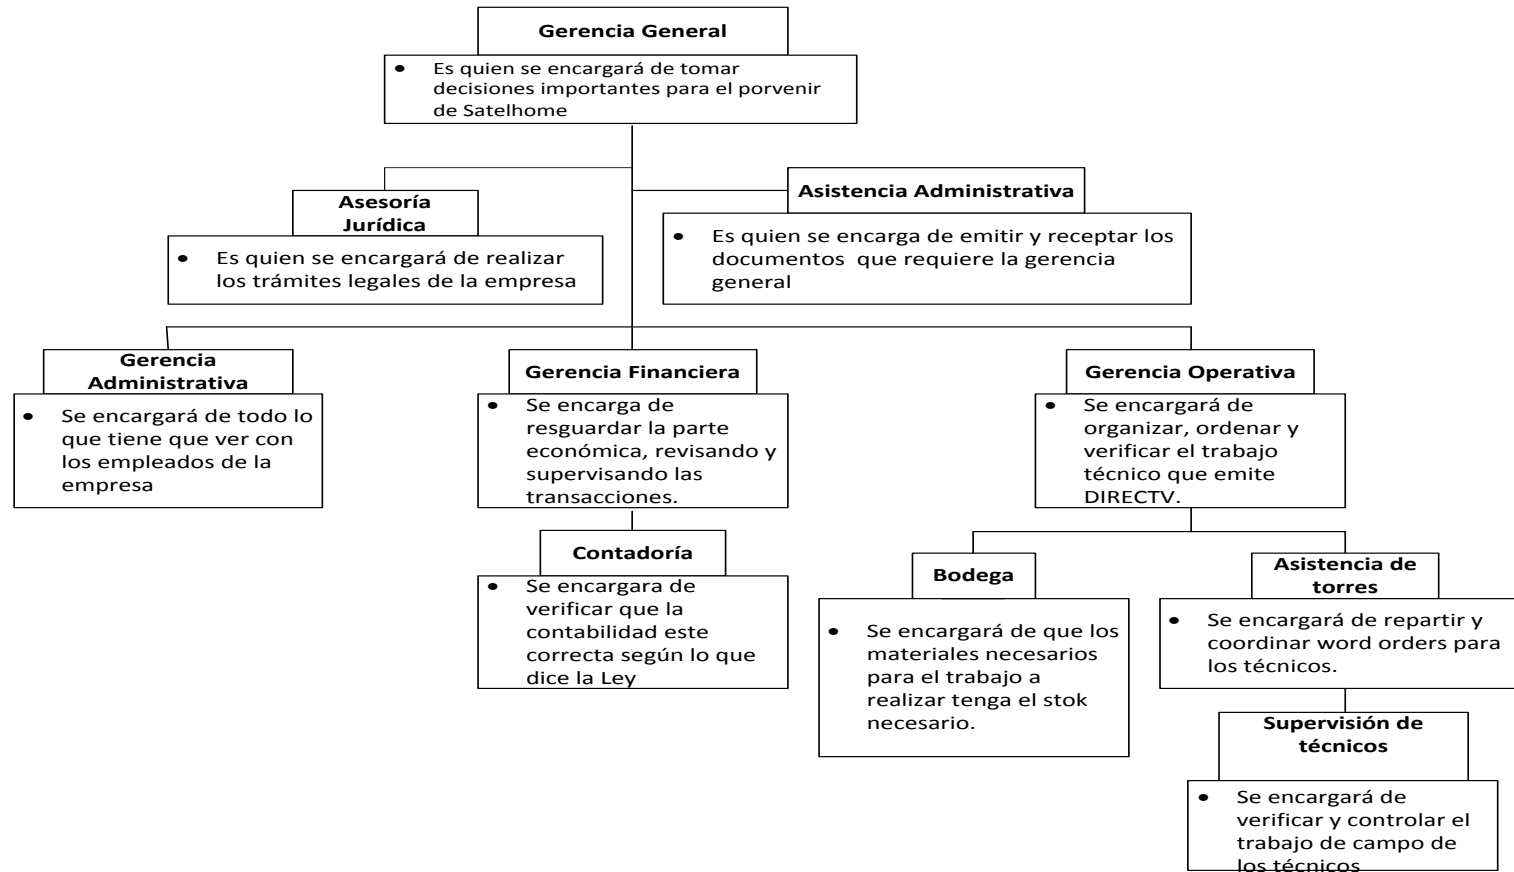 Gerencia General
• Es quien se encargará de tomar
decisiones importantes para el porvenir
de Satelhome
Asesoría
Jurídica
• Es quien se encargará de realizar
los trámites legales de la empresa
Asistencia Administrativa
• Es quien se encarga de emitir y receptar los
documentos que requiere la gerencia
general
Gerencia
Administrativa
• Se encargará de todo lo
que tiene que ver con
los empleados de la
empresa
Gerencia Financiera
• Se encarga de
resguardar la parte
económica, revisando y
supervisando las
transacciones.
Contadoría
• Se encargara de
verificar que la
contabilidad este
correcta según lo que
dice la Ley
Gerencia Operativa
• Se encargará de
organizar, ordenar y
verificar el trabajo
técnico que emite
DIRECTV.
Bodega
• Se encargará de que los
materiales necesarios
para el trabajo a
realizar tenga el stok
necesario.
Asistencia de
torres
• Se encargará de repartir y
coordinar word orders para
los técnicos.
Supervisión de
técnicos
• Se encargará de
verificar y controlar el
trabajo de campo de
los técnicos